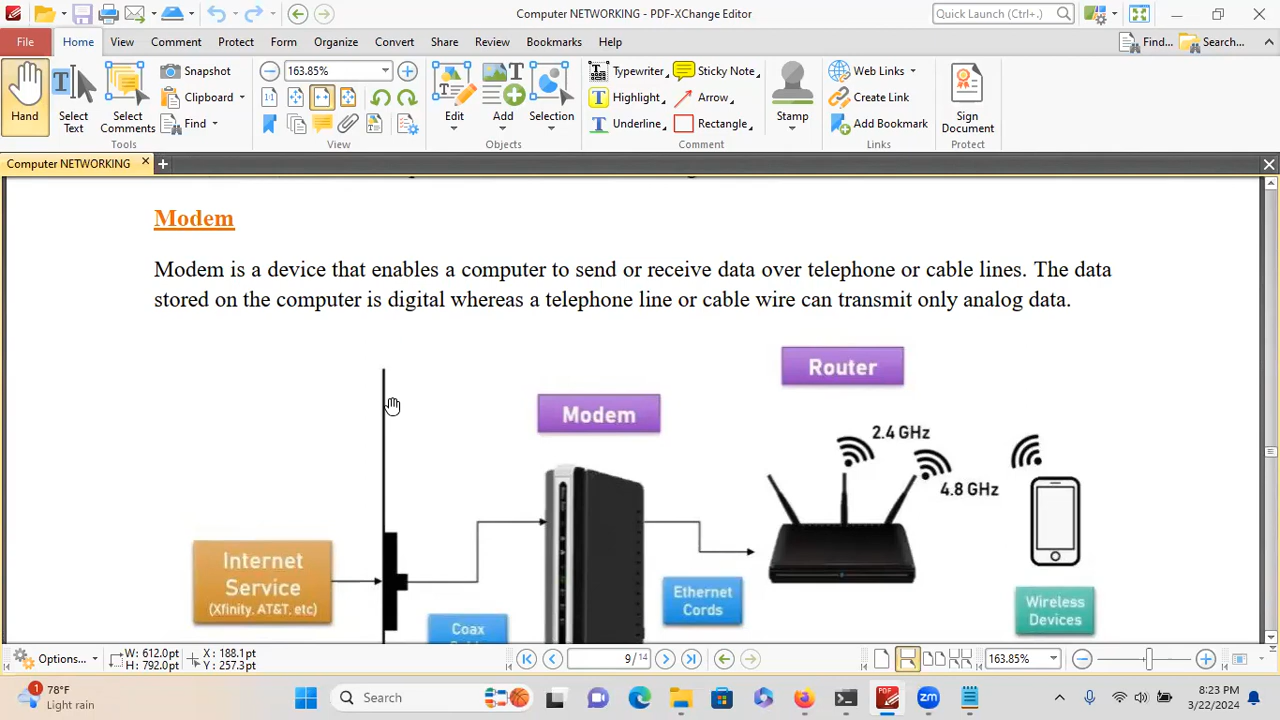 Computer NETWORKING - PDF-XChange Editor
Quick Launch (Ctrl+.)
File Home View Comment Protect Form Organize Convert Share Review Bookmarks Help Find... Search...
Hand
Select Text
Select Comments
Snapshot
Clipboard
Find
Tools
163.85%
View
Edit
Add
Selection
Objects
Typewriter
Highlight
Underline
Sticky Note
Arrow
Rectangle
Stamp
Comment
Web Links
Create Link
Add Bookmark
Links
Sign Document
Protect
Computer NETWORKING
Modem
Modem is a device that enables a computer to send or receive data over telephone or cable lines. The data
stored on the computer is digital whereas a telephone line or cable wire can transmit only analog data.
Router
Modem
2.4 GHz
4.8 GHz
Internet
Service
(Xfinity, AT&T, etc)
Ethernet
Cords
Coax
Wireless
Devices
Options...
W: 612.0pt
H: 792.0pt
X: 188.1pt
Y: 257.3pt
9/14
163.85%
1
78°F
Light rain
Search
PDF
zm
8:23 PM
3/22/2024